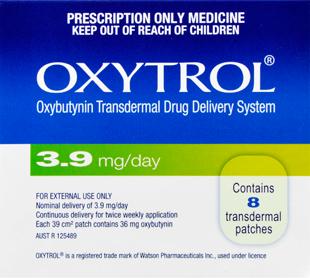 PRESCRIPTION ONLY MEDICINE
KEEP OUT OF REACH OF CHILDREN
OXYTROL®
Oxybutynin Transdermal Drug Delivery System
3.9 mg/day
Contains
8
transdermal
patches
FOR EXTERNAL USE ONLY
Nominal delivery of 3.9 mg/day
Continuous delivery for twice weekly application
Each 39 cm² patch contains 36 mg oxybutynin
AUST R 125489
OXYTROL® is a registered trade mark of Watson Pharmaceuticals Inc., used under licence